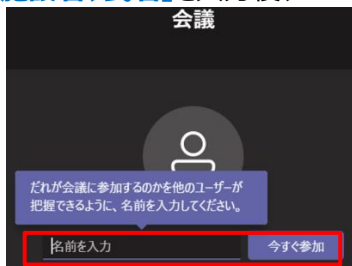 会議
だれが会議に参加するのかを他のユーザーが
把握できるように、名前を入力してください。
名前を入力
今すぐ参加